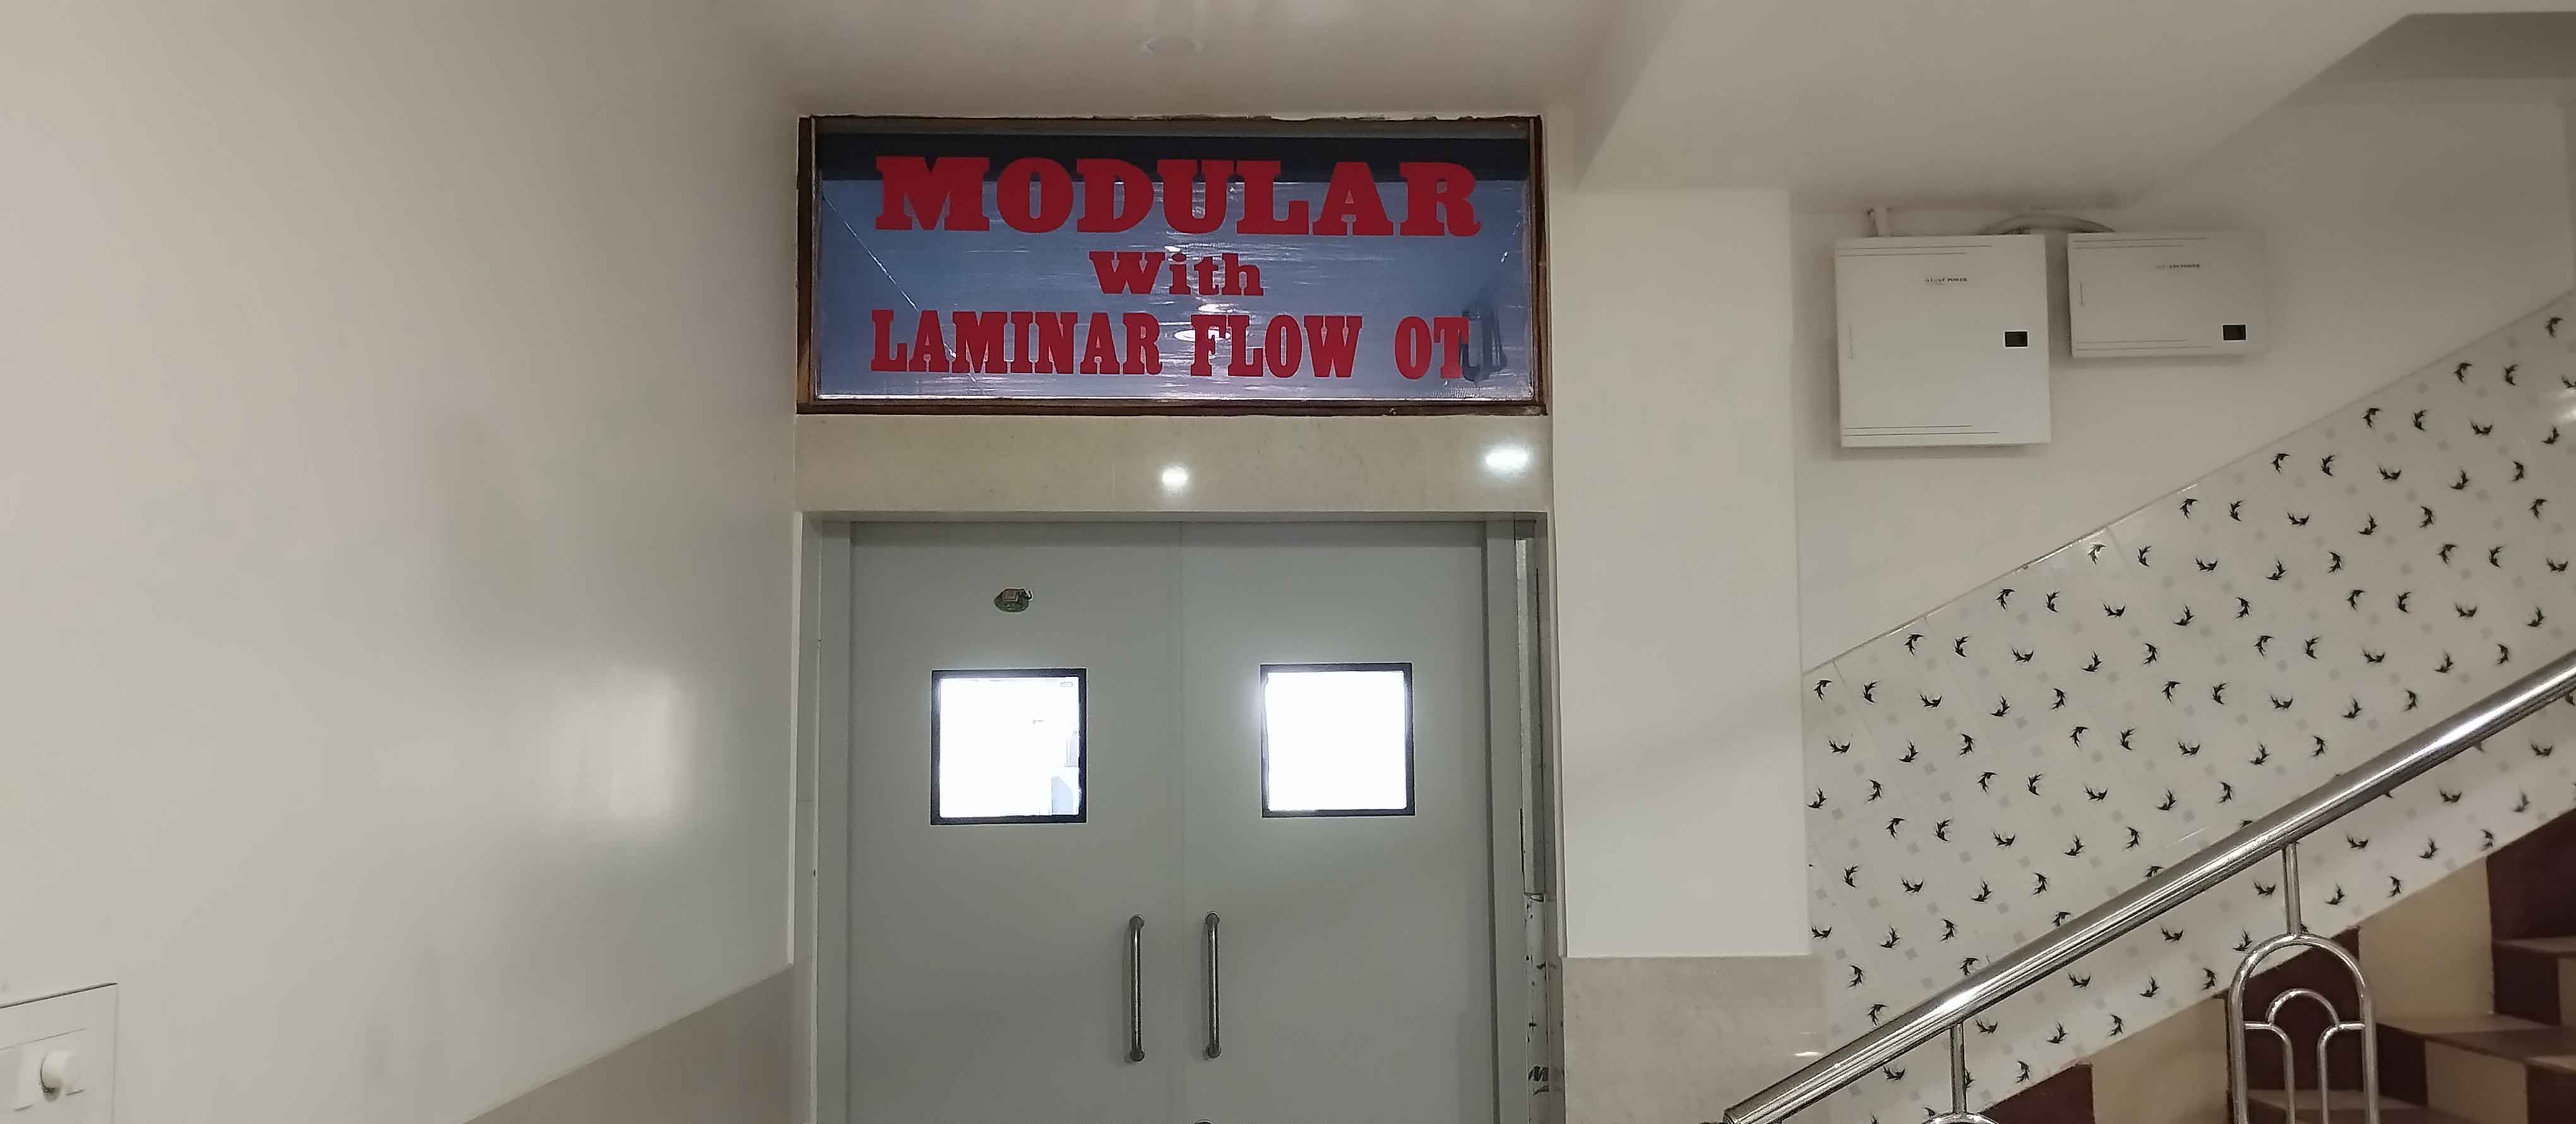 MODULAR
With
LAMINAR FLOW OT